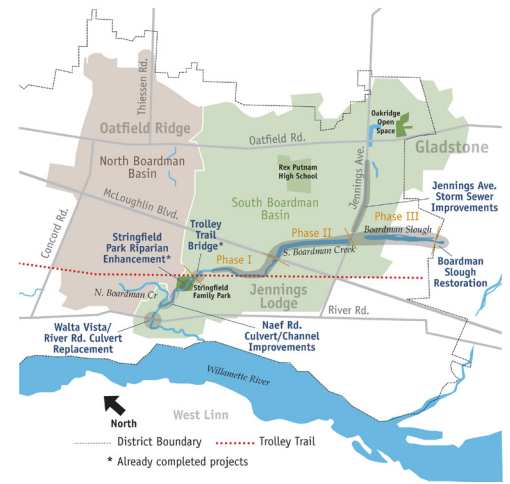 Thiessen Rd.
Oakridge
Open
Space
Oatfield Ridge
Oatfield Rd.
Gladstone
North Boardman
Basin
Rex Putnam
High School
Jennings Ave.
McLoughlin Blvd.
South Boardman
Basin
Jennings Ave.
Storm Sewer
Improvements
Concord Rd.
Trolley
Trail
Bridge*
Phase III
Phase II
Boardman Slough
Stringfield
Park Riparian
Enhancement*
Phase I
S. Boardman Creek
Boardman
Slough
Restoration
N. Boardman Cr
Stringfield
Family Park
Jennings
Lodge
River Rd.
Walta Vista/
River Rd. Culvert
Replacement
Naef Rd.
Culvert/Channel
Improvements
Willamette River
North
West Linn
District Boundary
Trolley Trail
* Already completed projects